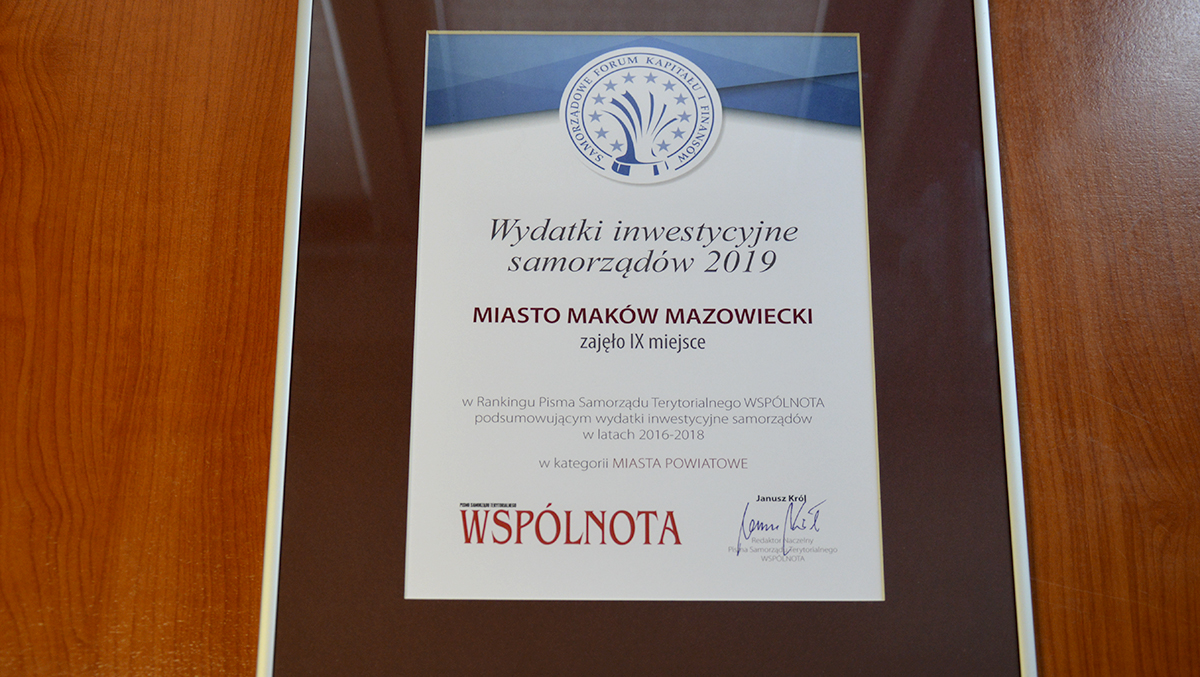 SAMORZĄDOWE FORUM KAPITAŁU I FINANSÓW
Wydatki inwestycyjne
samorządów 2019
MIASTO MAKÓW MAZOWIECKI
zajęło IX miejsce
w Rankingu Pisma Samorządu Terytorialnego WSPÓLNOTA
podsumowującym wydatki inwestycyjne samorządów
w latach 2016-2018
w kategorii MIASTA POWIATOWE
PISMO SAMORZĄDU TERYTORIALNEGO
WSPÓLNOTA
Janusz Król
Redaktor Naczelny
Pisma Samorządu Terytorialnego
WSPÓLNOTA